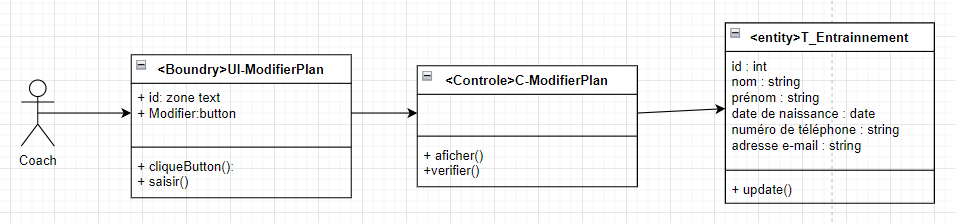 Coach
<Boundry>UI-ModifierPlan
+ id: zone text
+ Modifier:button
+ cliqueButton():
+ saisir()
<Controle>C-ModifierPlan
+ aficher()
+verifier()
<entity>T_Entrainnement
id : int
nom : string
prénom : string
date de naissance : date
numéro de téléphone : string
adresse e-mail : string
+ update()